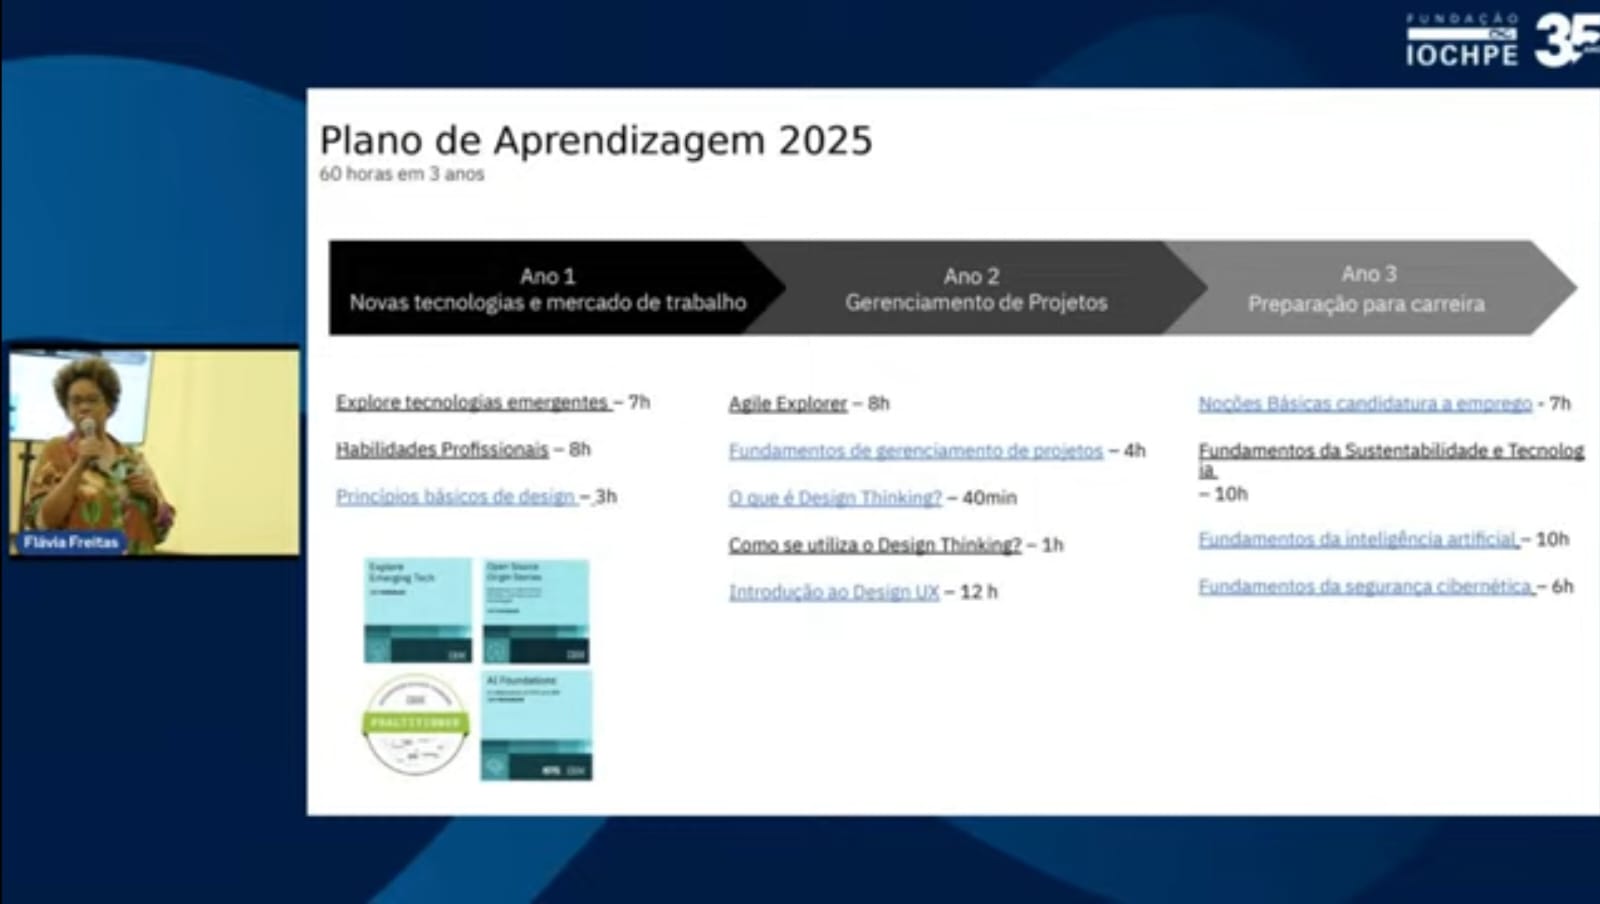 FUNDAÇÃO
IOCHPE
35
Plano de Aprendizagem 2025
60 horas em 3 anos
Ano 1
Novas tecnologias e mercado de trabalho
Ano 2
Gerenciamento de Projetos
Ano 3
Preparação para carreira
Explore tecnologias emergentes – 7h
Habilidades Profissionais – 8h
Princípios básicos de design – 3h
Agile Explorer – 8h
Fundamentos de gerenciamento de projetos – 4h
O que é Design Thinking? – 40min
Como se utiliza o Design Thinking? – 1h
Introdução ao Design UX – 12 h
Noções Básicas candidatura a emprego - 7h
Fundamentos da Sustentabilidade e Tecnolog
ia
– 10h
Fundamentos da inteligência artificial – 10h
Fundamentos da segurança cibernética – 6h
Explore
Emerging Tech
IBM
Open Source
Origin Stories
IBM
PRACTITIONER
AI Foundations
IBM
Flávia Freitas